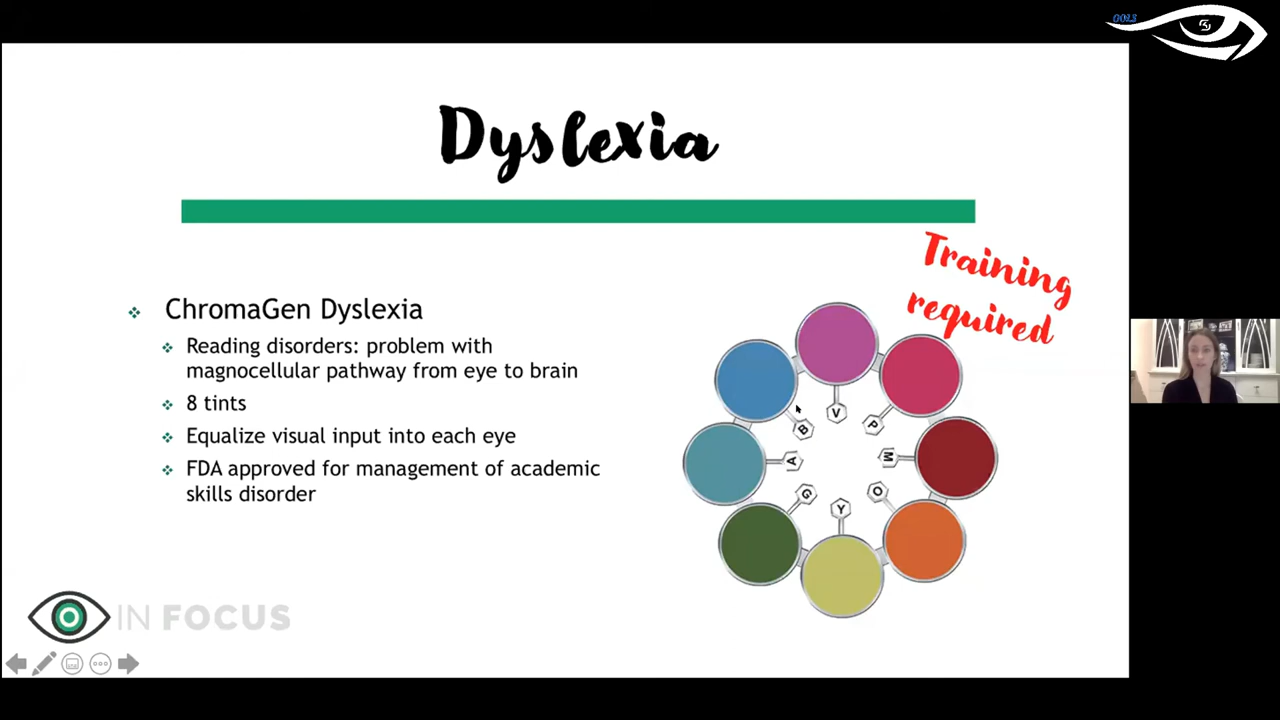 OOLS
Dyslexia
Training
required
ChromaGen Dyslexia
Reading disorders: problem with
magnocellular pathway from eye to brain
8 tints
Equalize visual input into each eye
FDA approved for management of academic
skills disorder
V
B
P
A
M
G
O
Y
IN FOCUS